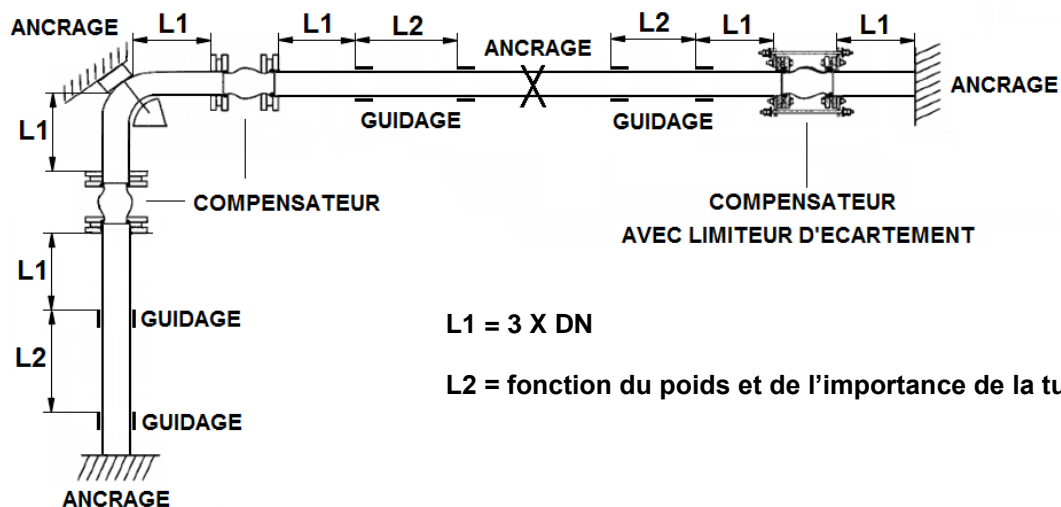 ANCRAGE
L1
L1
L2
ANCRAGE
L2
L1
L1
ANCRAGE
L1
GUIDAGE
GUIDAGE
COMPENSATEUR
COMPENSATEUR
AVEC LIMITEUR D'ECARTEMENT
L1
GUIDAGE
L1 = 3 X DN
L2
L2 = fonction du poids et de l’importance de la tu
GUIDAGE
ANCRAGE